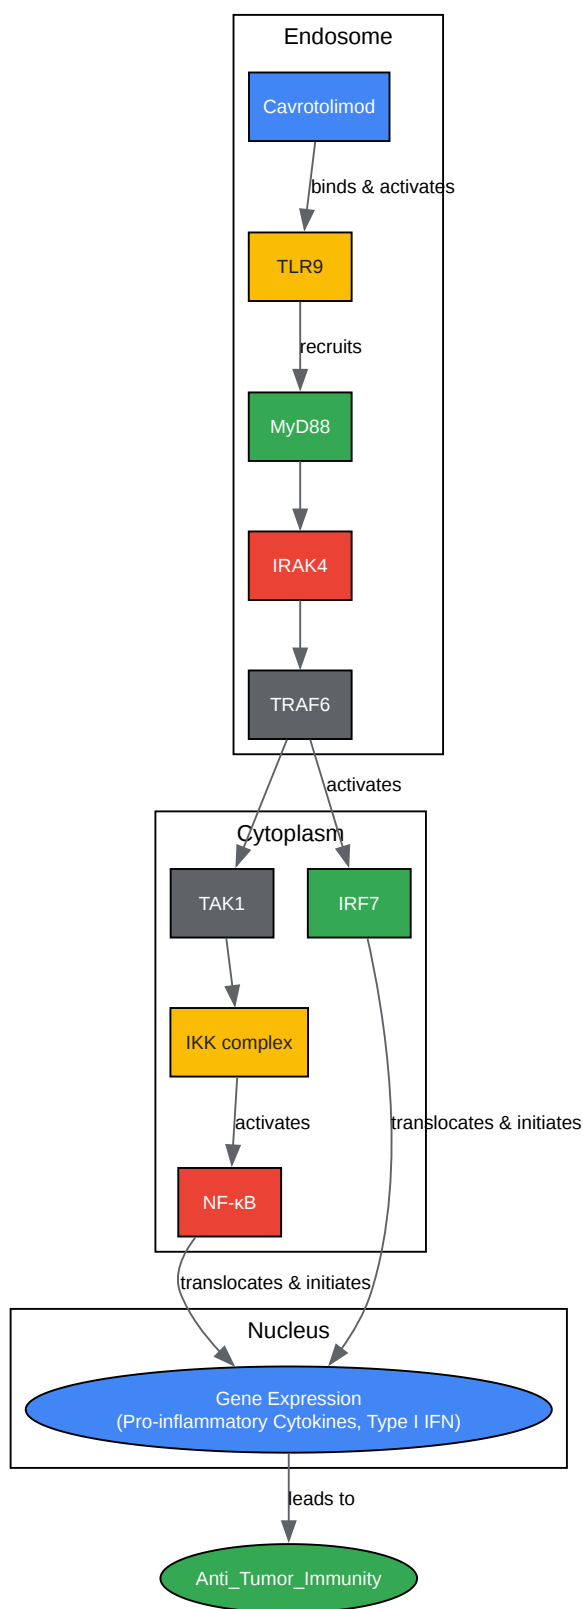 Endosome
Cavrotolimod
binds & activates
TLR9
recruits
MyD88
IRAK4
TRAF6
activates
Cytoplasm
TAK1
IRF7
IKK complex
activates
translocates & initiates
NF-κB
translocates & initiates
Nucleus
Gene Expression
(Pro-inflammatory Cytokines, Type I IFN)
leads to
Anti_Tumor_Immunity